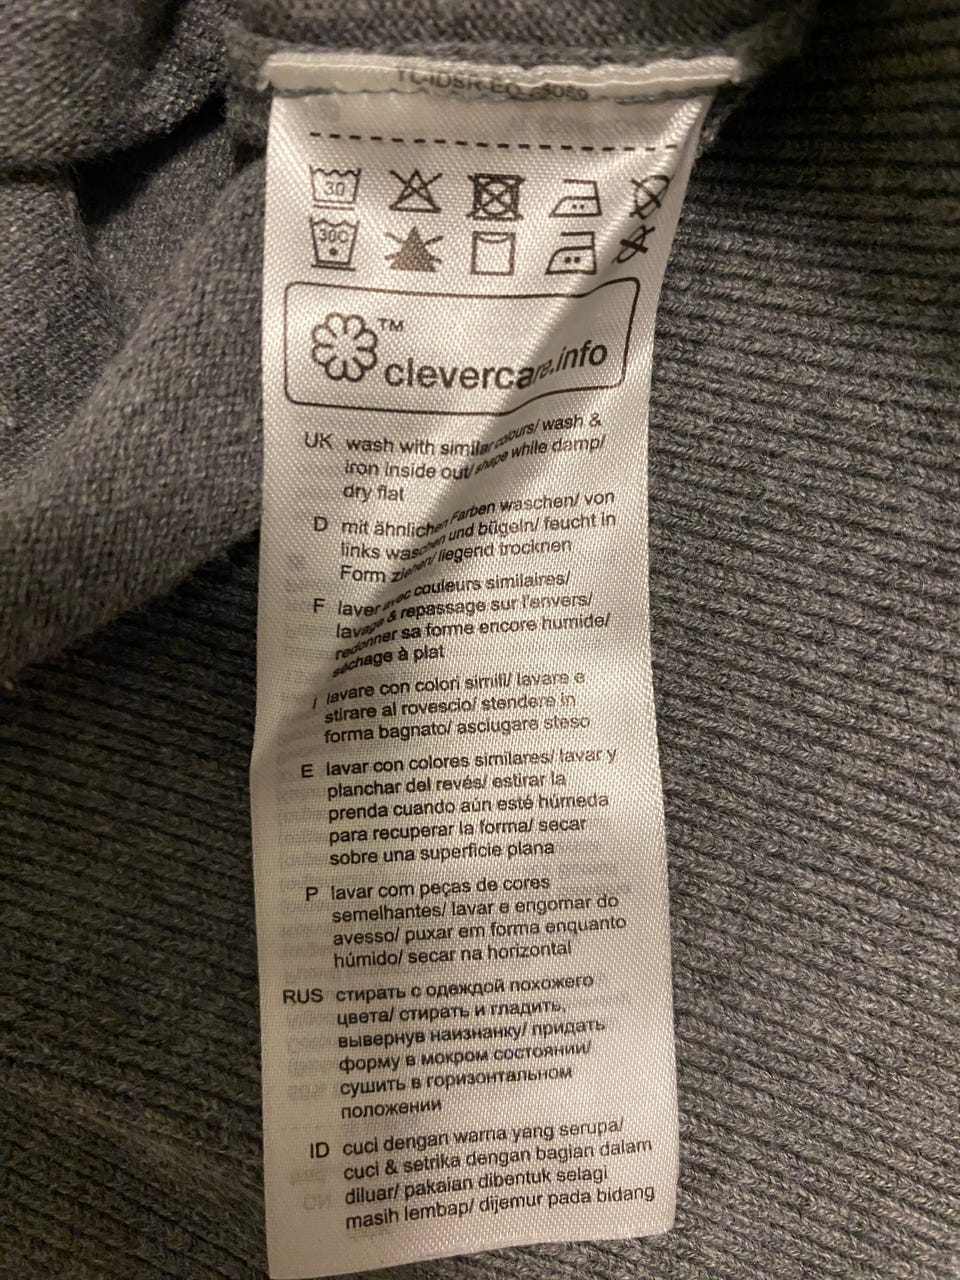 30
30C
TM
clevercare.info
UK wash with similar colours/ wash &
iron inside out/ shape while damp/
dry flat
D mit ähnlichen Farben waschen/ von
links waschen und bügeln/ feucht in
Form ziehen/ liegend trocknen
F laver avec couleurs similaires/
lavage & repassage sur l'envers/
redonner sa forme encore humide/
séchage à plat
I lavare con colori simili/ lavare e
stirare al rovescio/ stendere in
forma bagnato/ asciugare steso
E lavar con colores similares/ lavar y
planchar del revés/ estirar la
prenda cuando aún esté húmeda
para recuperar la forma/ secar
sobre una superficie plana
P lavar com peças de cores
semelhantes/ lavar e engomar do
avesso/ puxar em forma enquanto
húmido/ secar na horizontal
RUS стирать с одеждой похожего
цвета/ стирать и гладить,
вывернув наизнанку/ придать
форму в мокром состоянии/
сушить в горизонтальном
положении
ID cuci dengan warna yang serupa/
cuci & setrika dengan bagian dalam
diluar/ pakaian dibentuk selagi
masih lembap/ dijemur pada bidang